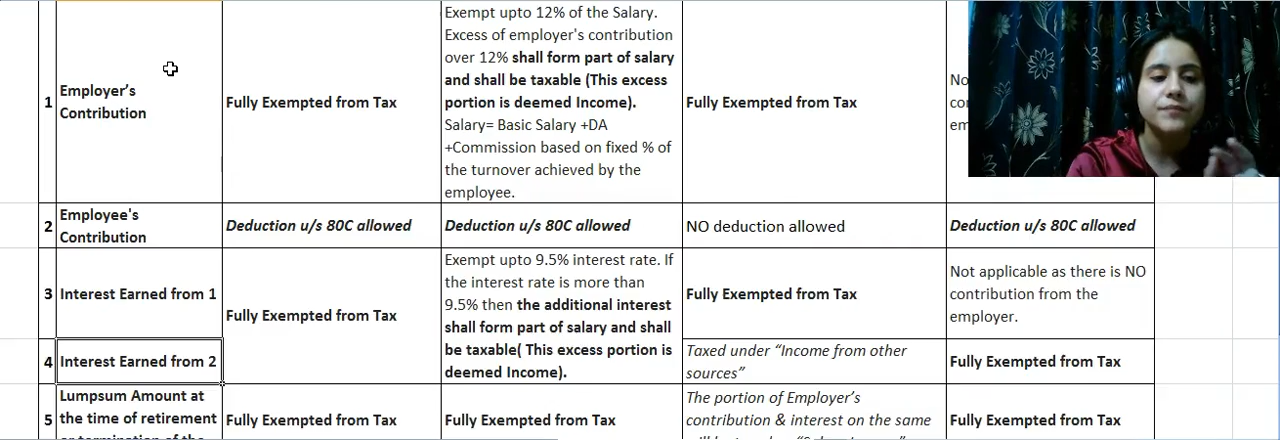 1
Employer's
Contribution
Fully Exempted from Tax
Exempt upto 12% of the Salary.
Excess of employer's contribution
over 12% shall form part of salary
and shall be taxable (This excess
portion is deemed Income).
Salary= Basic Salary +DA
+Commission based on fixed % of
the turnover achieved by the
employee.
Fully Exempted from Tax
2
Employee's
Contribution
Deduction u/s 80C allowed
Deduction u/s 80C allowed
NO deduction allowed
Deduction u/s 80C allowed
3
Interest Earned from 1
Fully Exempted from Tax
Exempt upto 9.5% interest rate. If
the interest rate is more than
9.5% then the additional interest
shall form part of salary and shall
be taxable( This excess portion is
deemed Income).
Fully Exempted from Tax
Not applicable as there is NO
contribution from the
employer.
4
Interest Earned from 2
Taxed under “Income from other
sources”
Fully Exempted from Tax
5
Lumpsum Amount at
the time of retirement
Fully Exempted from Tax
Fully Exempted from Tax
The portion of Employer's
contribution & interest on the same
Fully Exempted from Tax